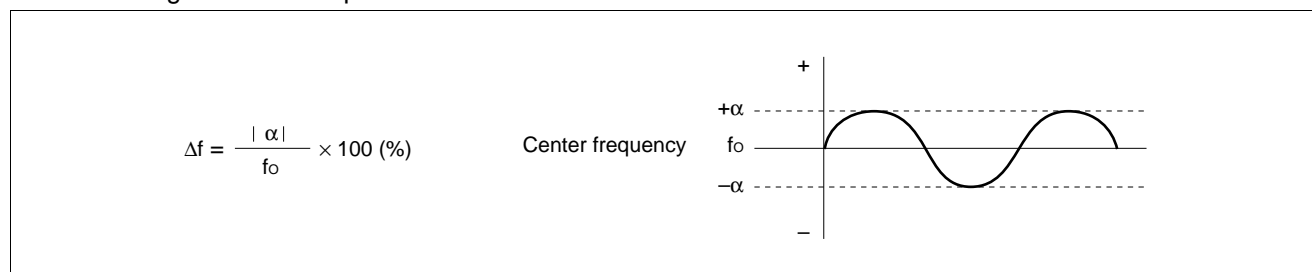 +
+α
Δf = | α | / fO × 100 (%)
Center frequency
fO
−α
−